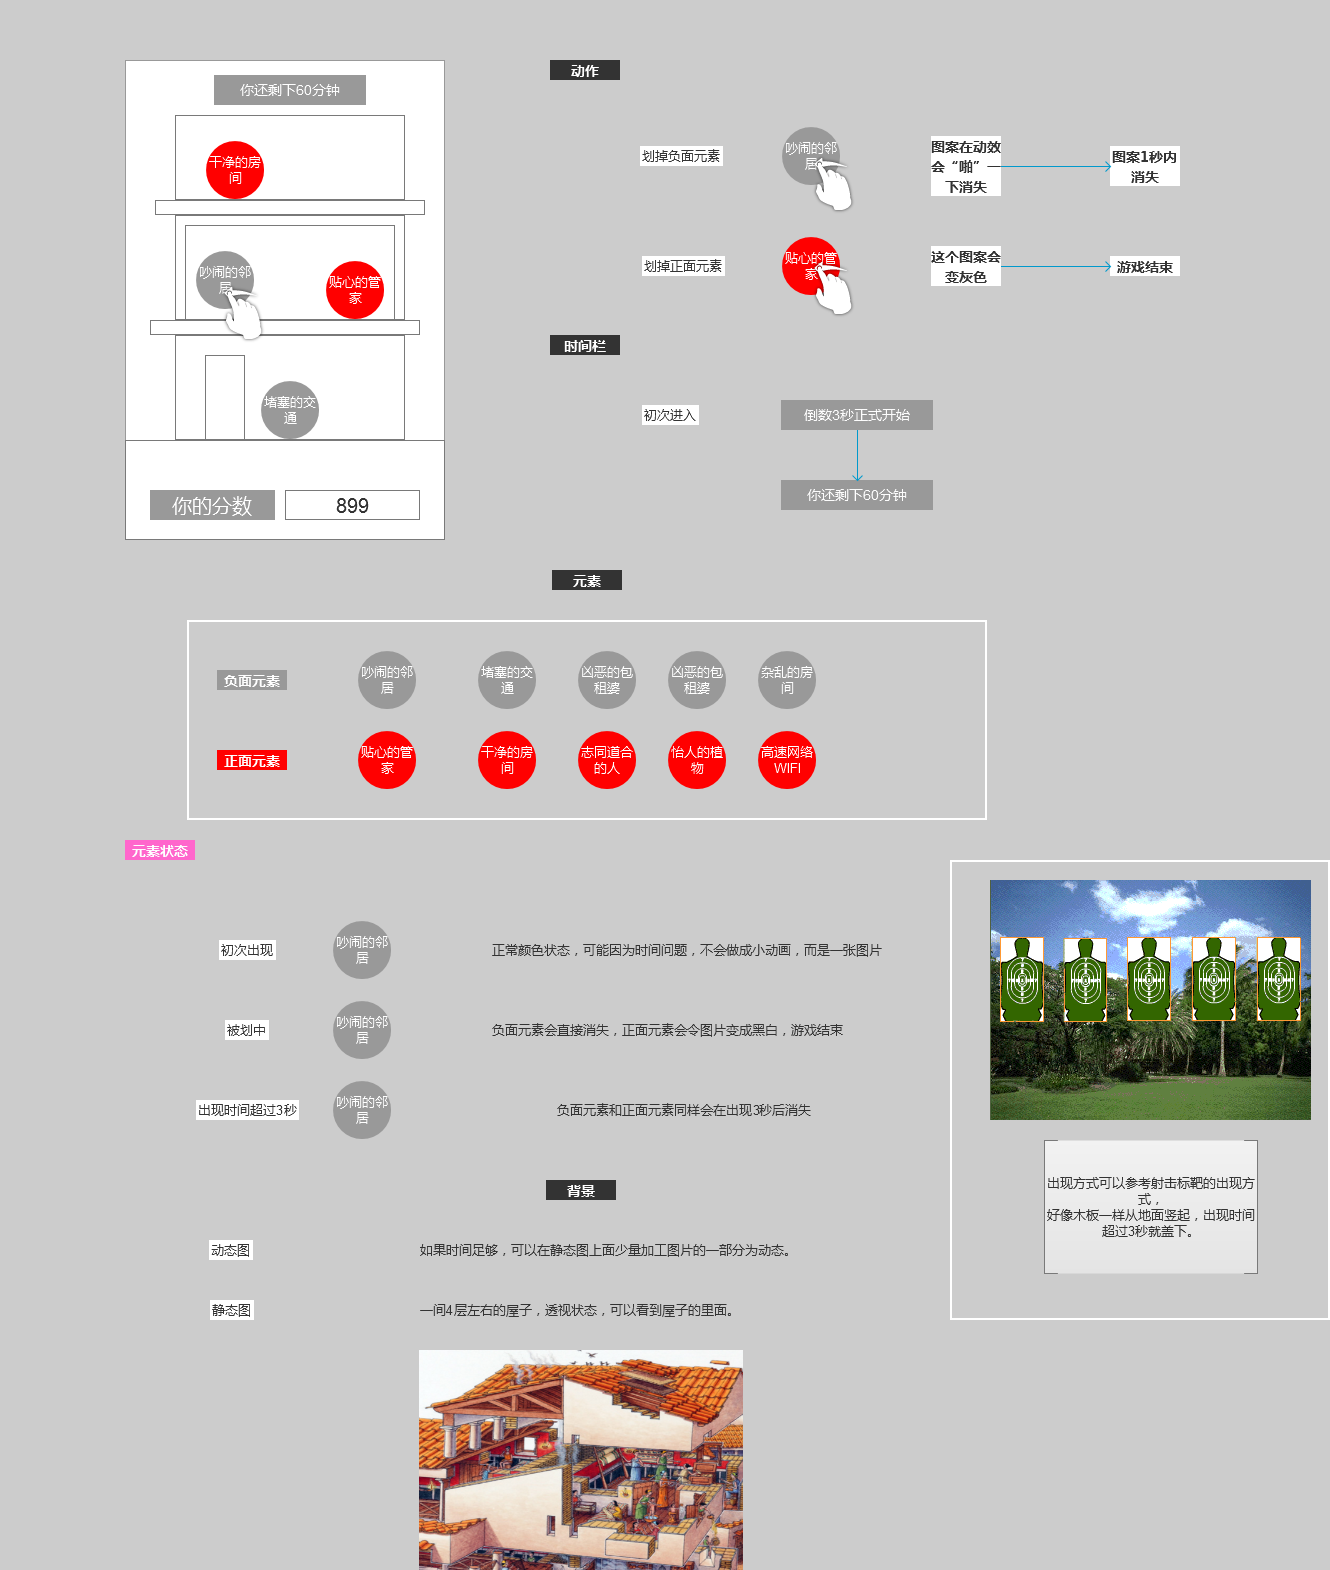 你还剩下60分钟
干净的房
间
吵闹的邻
居
贴心的管
家
堵塞的交
通
你的分数
899
动作
划掉负面元素
吵闹的邻
居
图案在动效
会“啪”一
下消失
图案1秒内
消失
划掉正面元素
贴心的管
家
这个图案会
变灰色
游戏结束
时间栏
初次进入
倒数3秒正式开始
你还剩下60分钟
元素
负面元素
吵闹的邻
居
堵塞的交
通
凶恶的包
租婆
凶恶的包
租婆
杂乱的房
间
正面元素
贴心的管
家
干净的房
间
志同道合
的人
怡人的植
物
高速网络
WIFI
元素状态
初次出现
吵闹的邻
居
正常颜色状态，可能因为时间问题，不会做成小动画，而是一张图片
被划中
吵闹的邻
居
负面元素会直接消失，正面元素会令图片变成黑白，游戏结束
出现时间超过3秒
吵闹的邻
居
负面元素和正面元素同样会在出现3秒后消失
出现方式可以参考射击标靶的出现方
式，
好像木板一样从地面竖起，出现时间
超过3秒就盖下。
背景
动态图
如果时间足够，可以在静态图上面少量加工图片的一部分为动态。
静态图
一间4层左右的屋子，透视状态，可以看到屋子的里面。